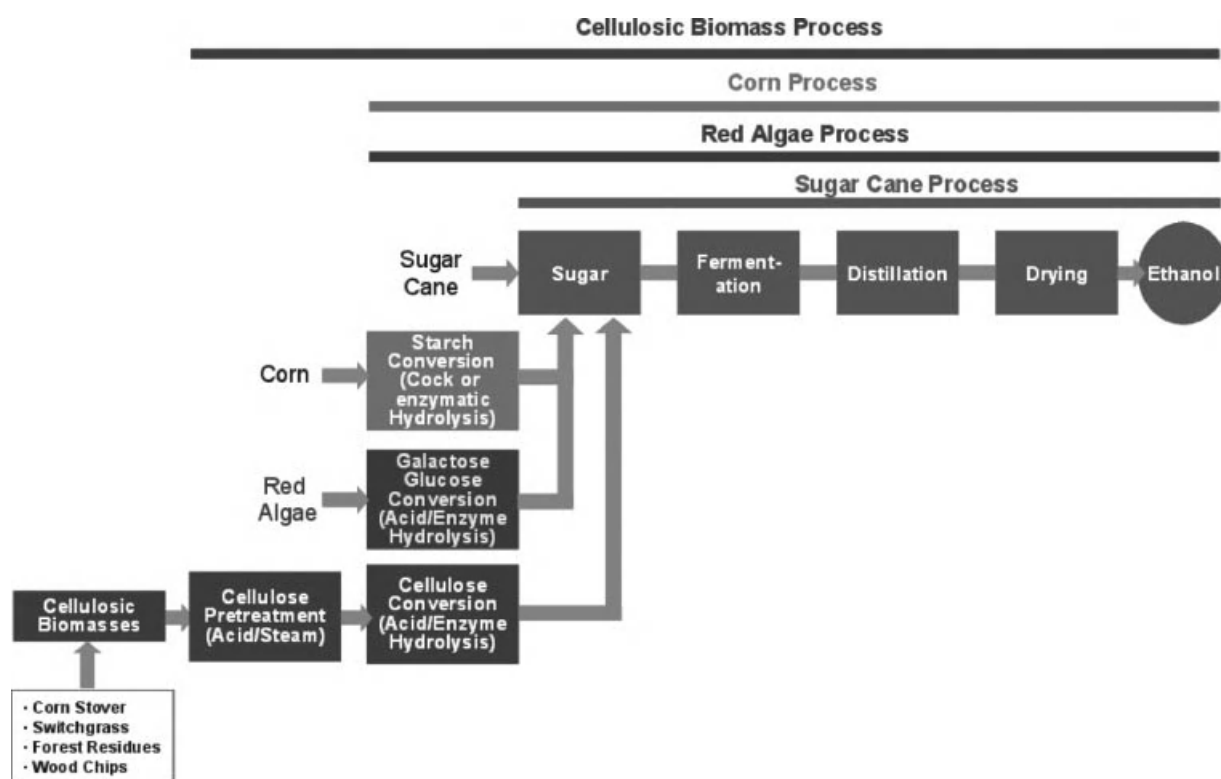 Cellulosic Biomass Process
Corn Process
Red Algae Process
Sugar Cane Process
Sugar
Cane
Sugar
Ferment-
ation
Distillation
Drying
Ethanol
Corn
Starch
Conversion
(Cock or
enzymatic
Hydrolysis)
Red
Algae
Galactose
Glucose
Conversion
(Acid/Enzyme
Hydrolysis)
Cellulosic
Biomasses
Cellulose
Pretreatment
(Acid/Steam)
Cellulose
Conversion
(Acid/Enzyme
Hydrolysis)
· Corn Stover
· Switchgrass
· Forest Residues
· Wood Chips